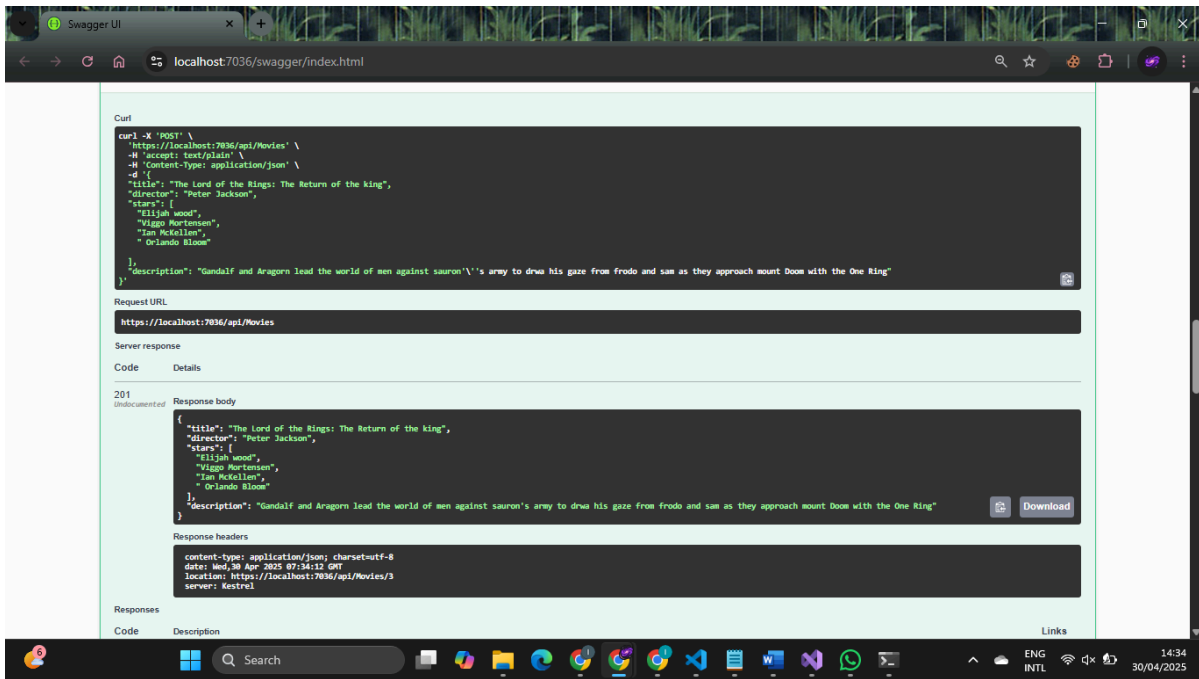 Swagger UI
localhost:7036/swagger/index.html
Curl
curl -X 'POST' \
'https://localhost:7036/api/Movies' \
-H 'accept: text/plain' \
-H 'Content-Type: application/json' \
-d '{
"title": "The Lord of the Rings: The Return of the king",
"director": "Peter Jackson",
"stars": [
"Elijah wood",
"Viggo Mortensen",
"Ian McKellen",
" Orlando Bloom"
],
"description": "Gandalf and Aragorn lead the world of men against sauron'\''s army to drwa his gaze from frodo and sam as they approach mount Doom with the One Ring"
}'
Request URL
https://localhost:7036/api/Movies
Server response
Code Details
201
Undocumented
Response body
{
"title": "The Lord of the Rings: The Return of the king",
"director": "Peter Jackson",
"stars": [
"Elijah wood",
"Viggo Mortensen",
"Ian McKellen",
" Orlando Bloom"
],
"description": "Gandalf and Aragorn lead the world of men against sauron's army to drwa his gaze from frodo and sam as they approach mount Doom with the One Ring"
}
Download
Response headers
content-type: application/json; charset=utf-8
date: Wed,30 Apr 2025 07:34:12 GMT
location: https://localhost:7036/api/Movies/3
server: Kestrel
Responses
Code Description Links
6
Search
ENG
INTL
14:34
30/04/2025